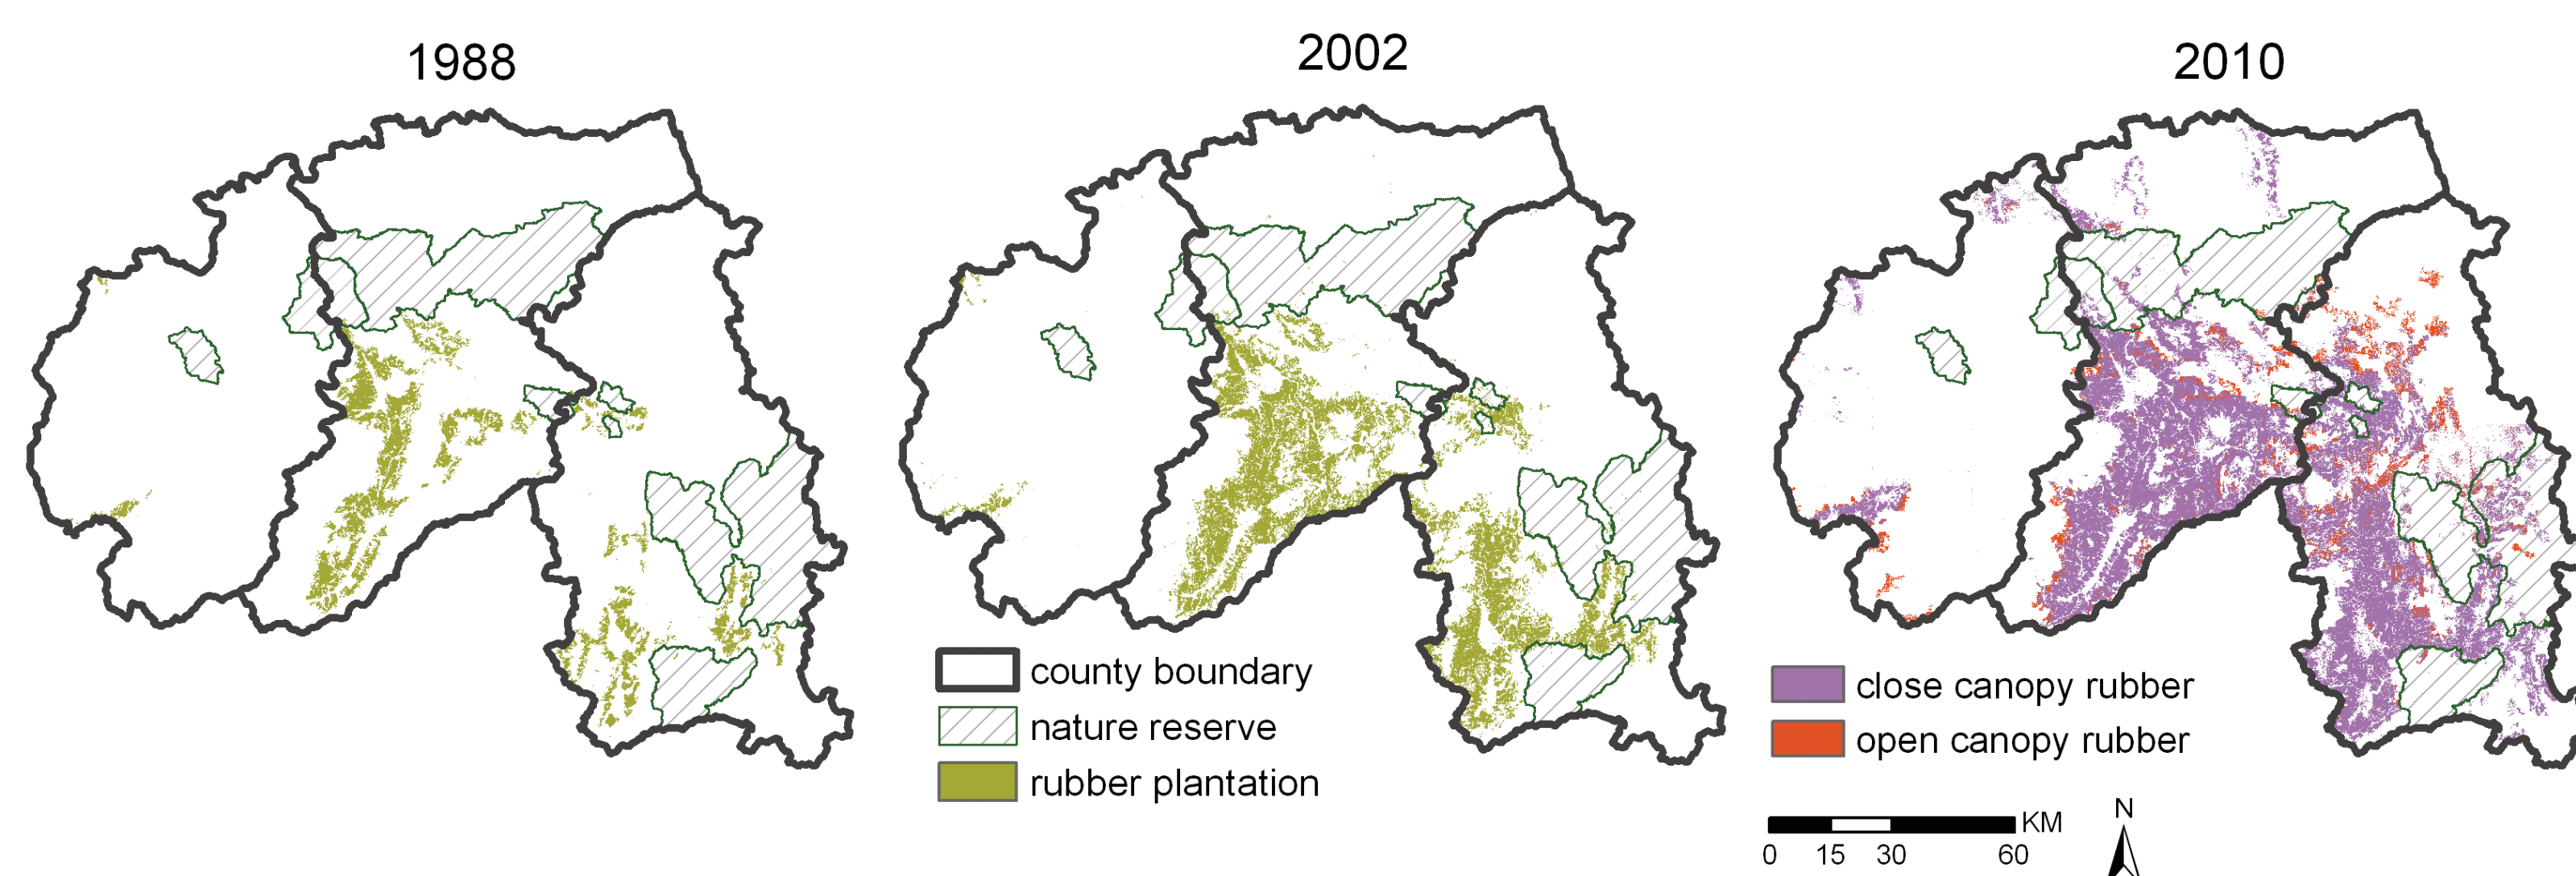 1988
2002
2010
county boundary
nature reserve
rubber plantation
close canopy rubber
open canopy rubber
KM
0 15 30 60
N